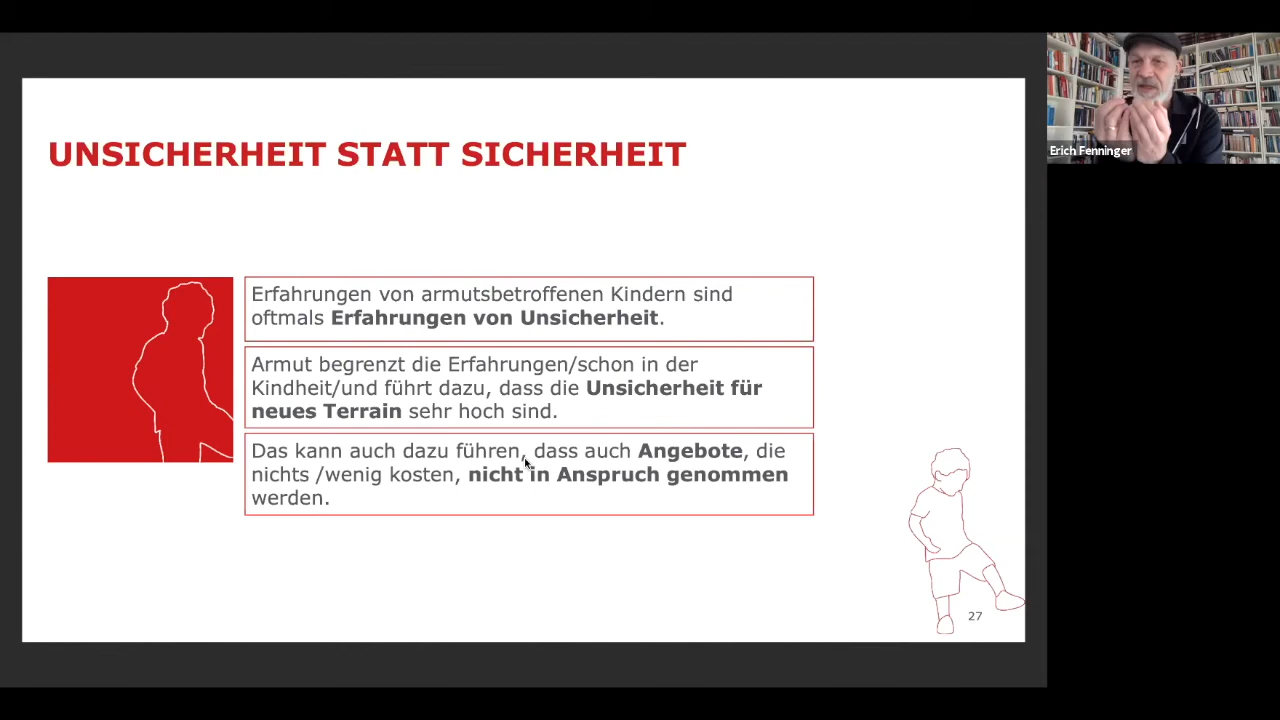 UNSICHERHEIT STATT SICHERHEIT
Erfahrungen von armutsbetroffenen Kindern sind
oftmals Erfahrungen von Unsicherheit.
Armut begrenzt die Erfahrungen/schon in der
Kindheit/und führt dazu, dass die Unsicherheit für
neues Terrain sehr hoch sind.
Das kann auch dazu führen, dass auch Angebote, die
nichts /wenig kosten, nicht in Anspruch genommen
werden.
27
Erich Fenninger